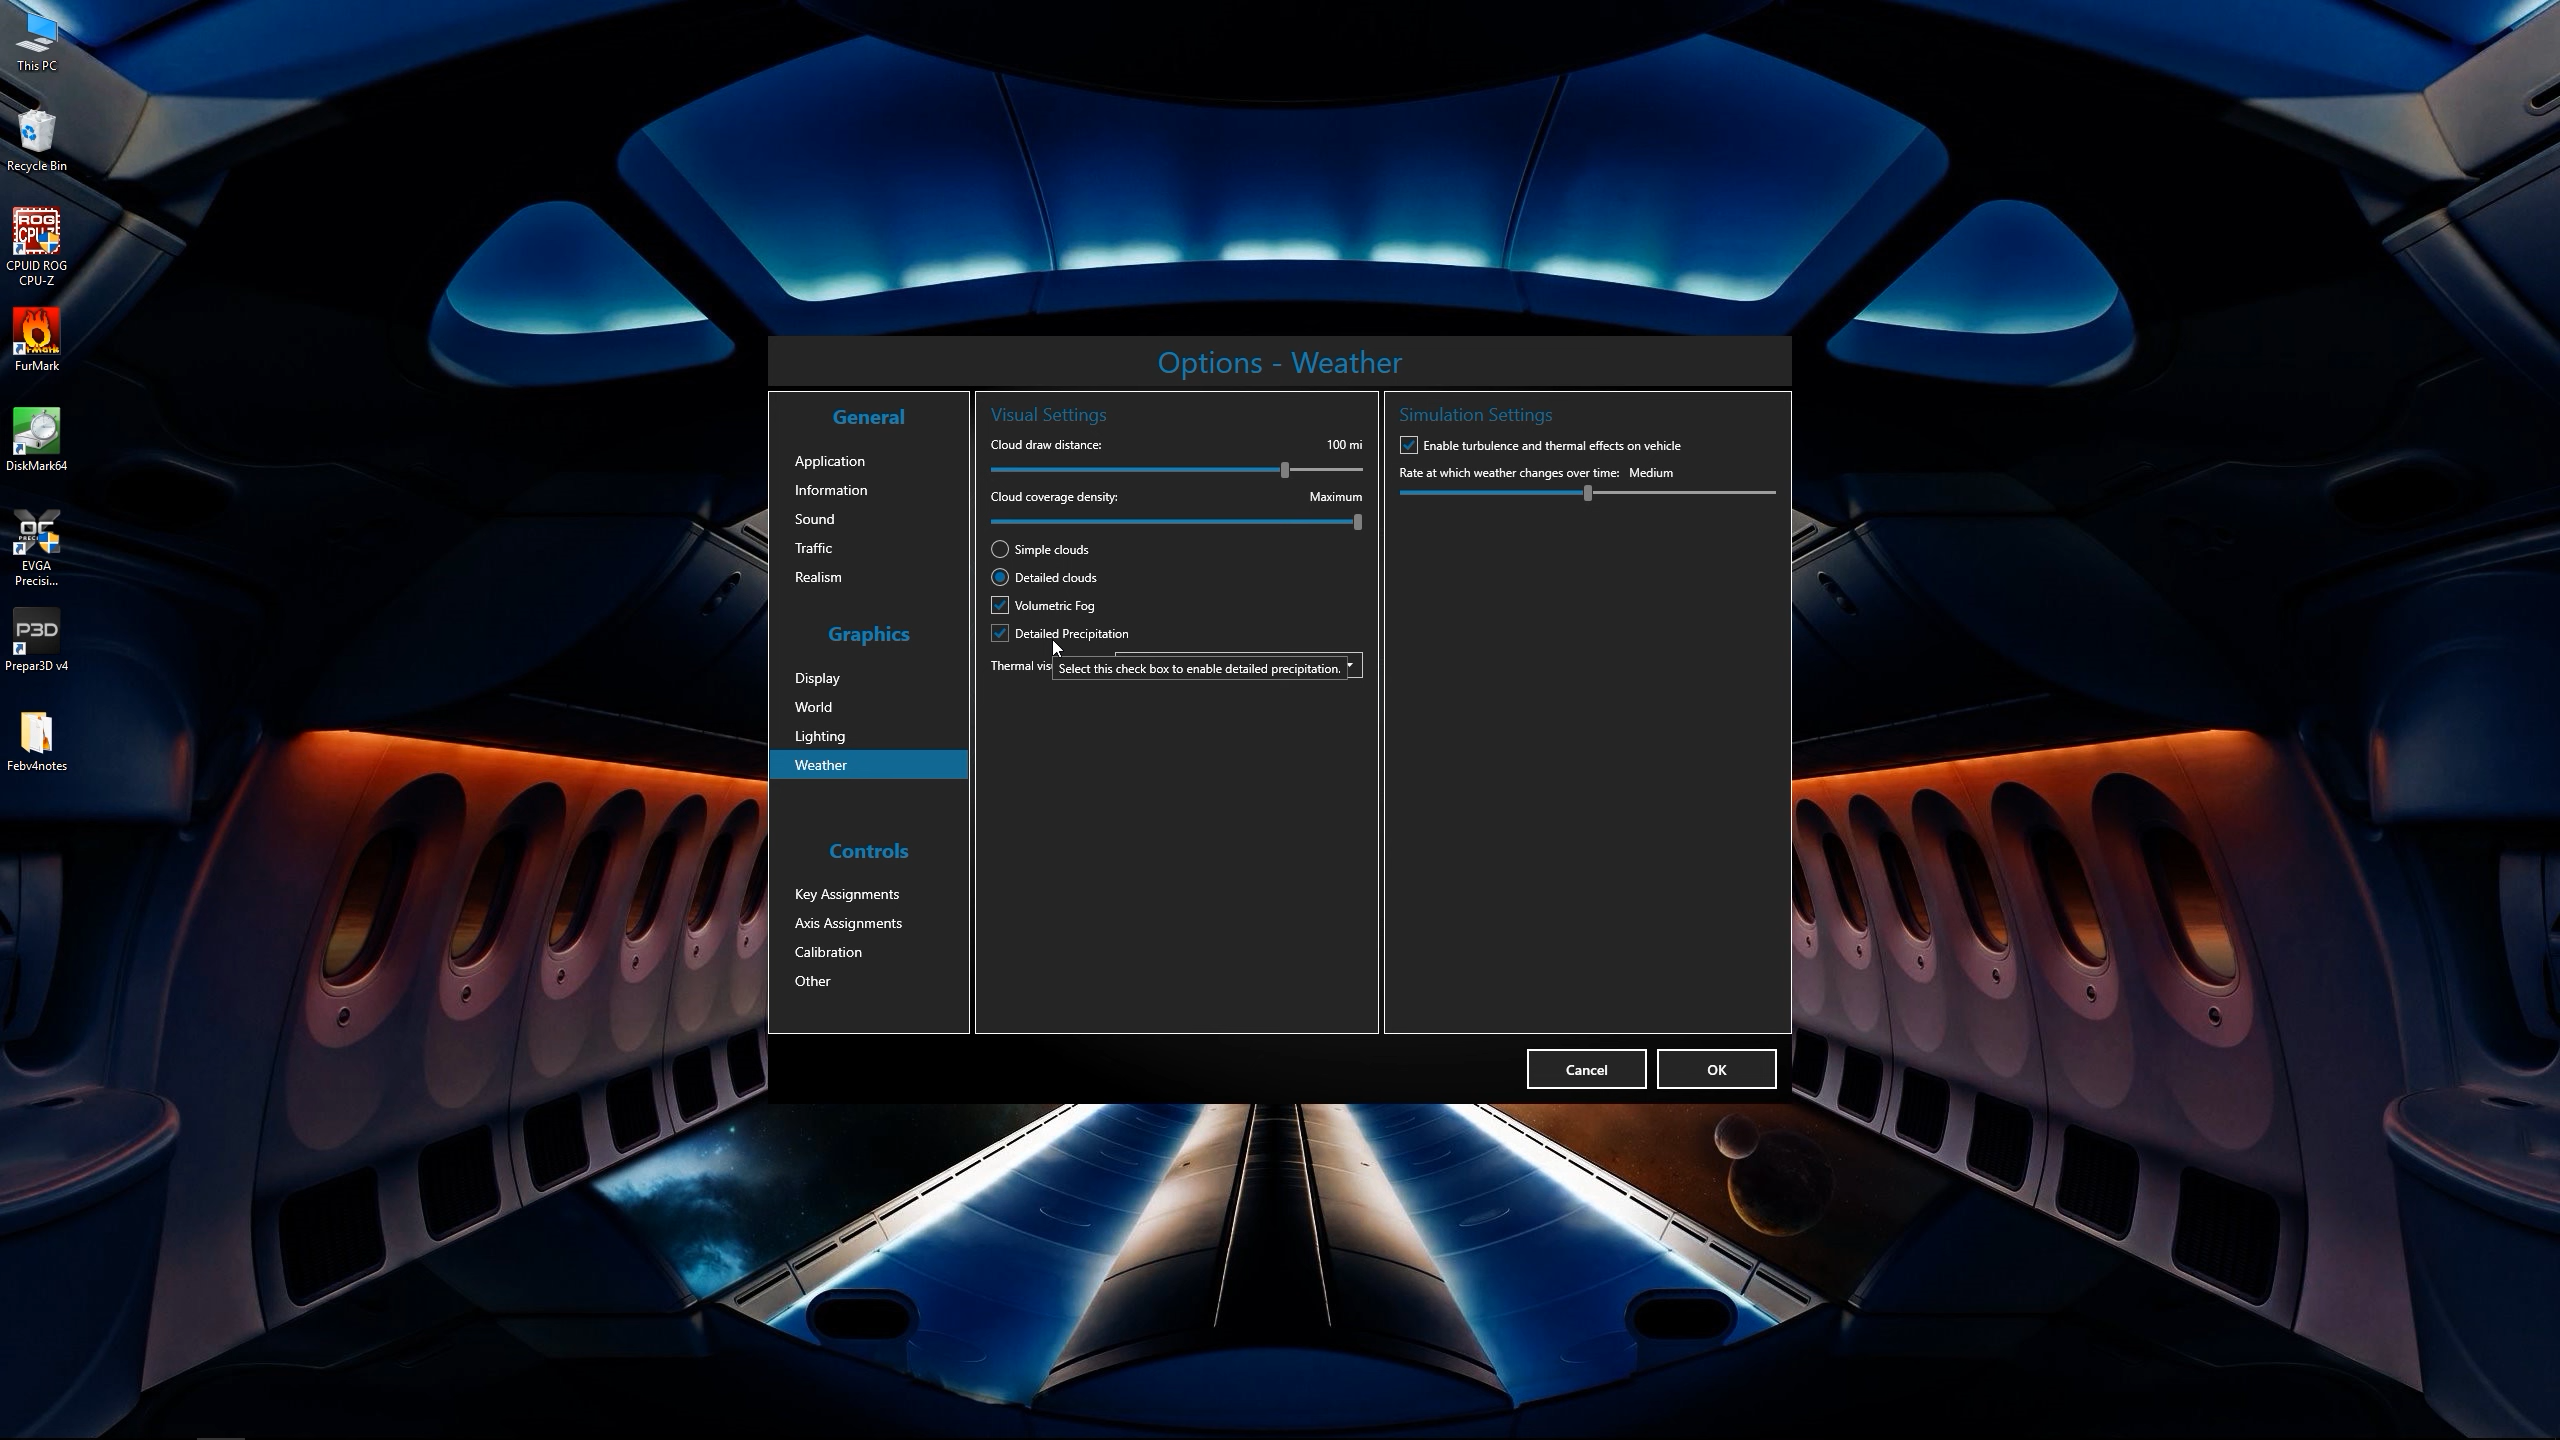 This PC
Recycle Bin
ROG
CPU-Z
CPUID ROG
CPU-Z
FurMark
DiskMark64
EVGA
Precisi...
P3D
Prepar3D v4
Febv4notes
Options - Weather
General
Application
Information
Sound
Traffic
Realism
Graphics
Display
World
Lighting
Weather
Controls
Key Assignments
Axis Assignments
Calibration
Other
Visual Settings
Cloud draw distance: 100 mi
Cloud coverage density: Maximum
Simple clouds
Detailed clouds
Volumetric Fog
Detailed Precipitation
Thermal
Select this check box to enable detailed precipitation.
Simulation Settings
Enable turbulence and thermal effects on vehicle
Rate at which weather changes over time: Medium
Cancel
OK